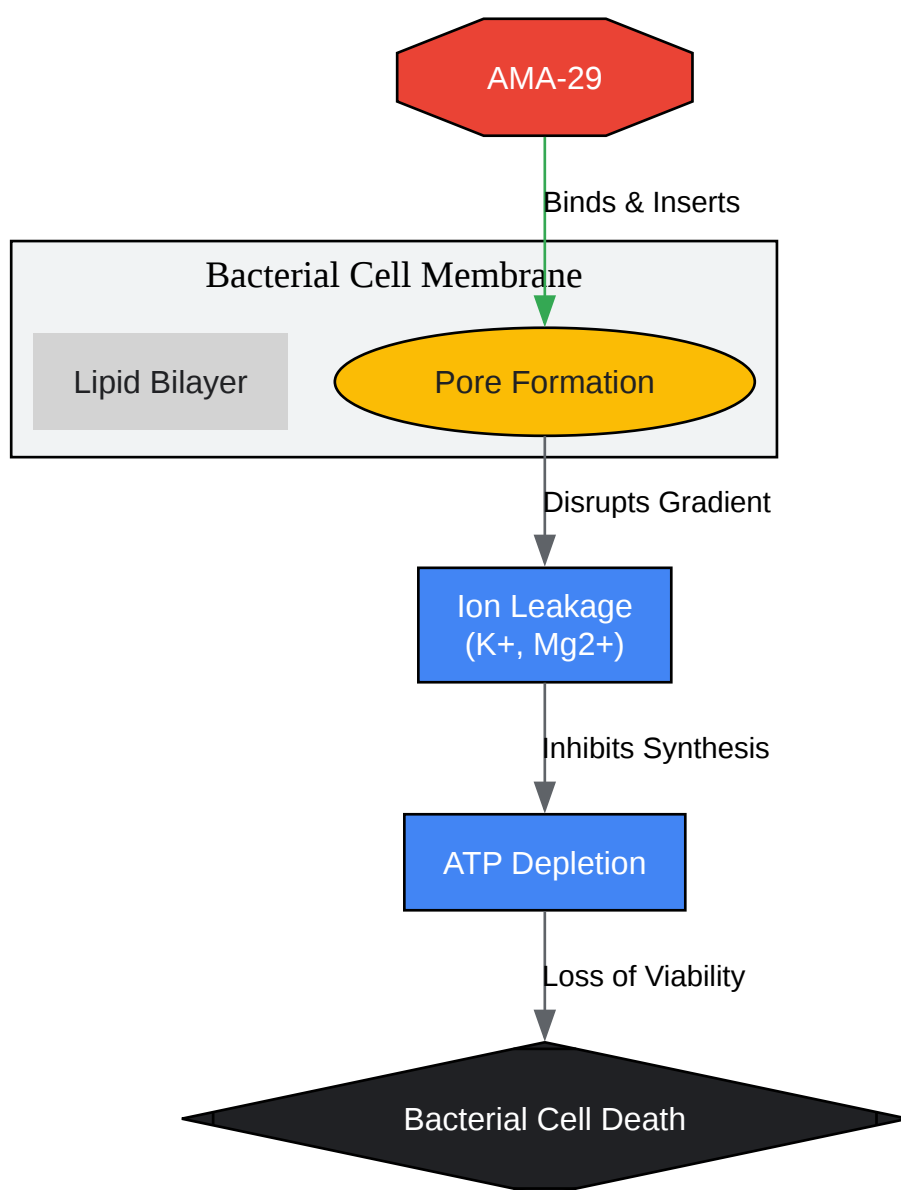 AMA-29
Binds & Inserts
Bacterial Cell Membrane
Lipid Bilayer
Pore Formation
Disrupts Gradient
Ion Leakage
(K+, Mg2+)
Inhibits Synthesis
ATP Depletion
Loss of Viability
Bacterial Cell Death